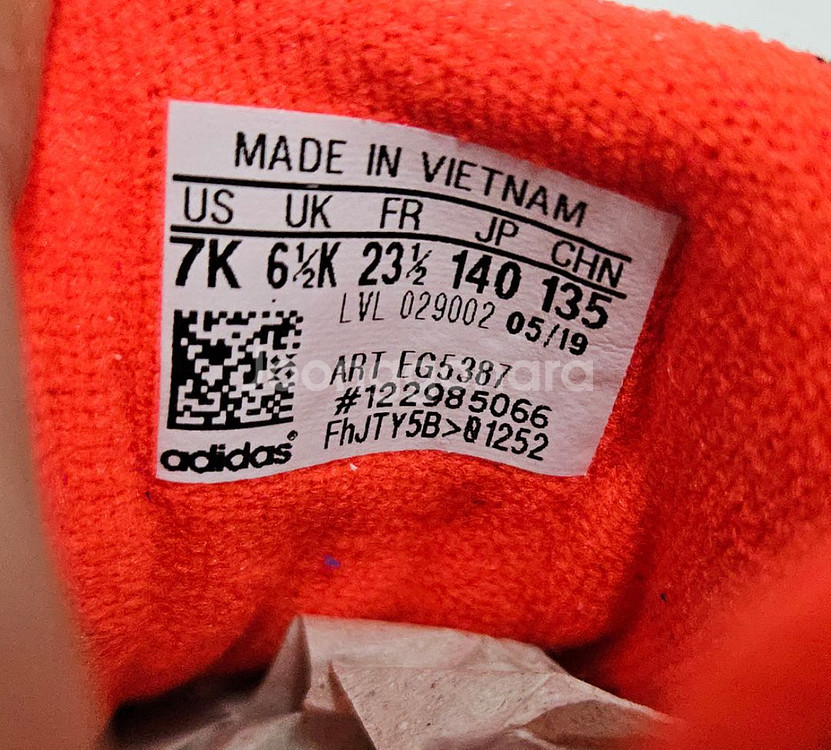 MADE IN VIETNAM
US UK FR JP CHN
7K 6½K 23½ 140 135
LVL 029002 05/19
ART EG5387
#122985066
FhJTY5B>Q1252
adidas®